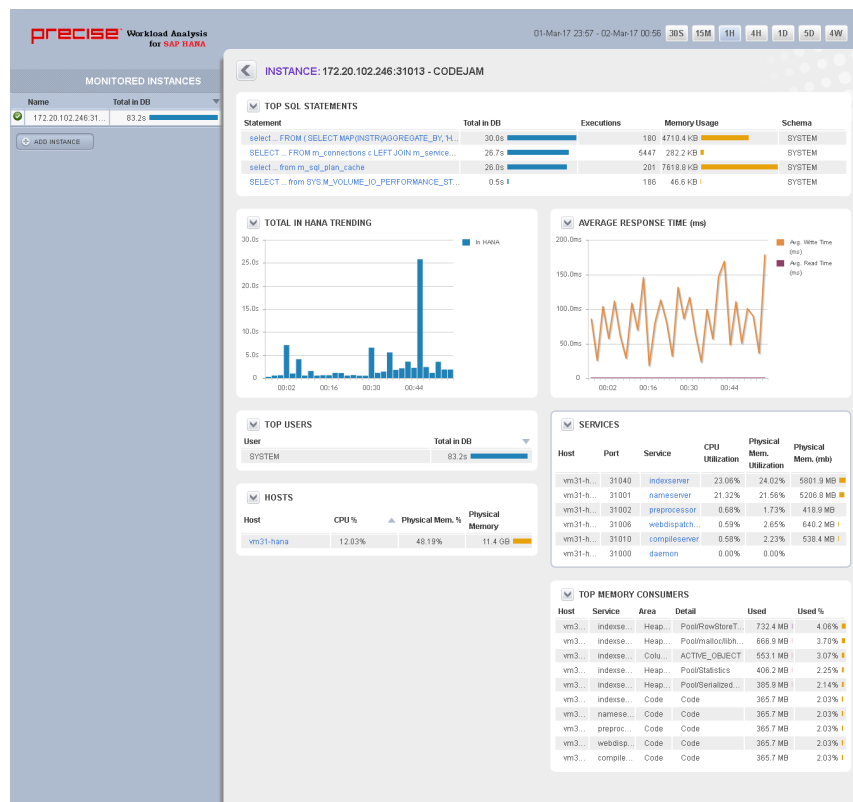 precise Workload Analysis
for SAP HANA
01-Mar-17 23:57 - 02-Mar-17 00:56 30S 15M 1H 4H 1D 5D 4W
MONITORED INSTANCES
Name Total in DB
172.20.102.246:31... 83.2s
ADD INSTANCE
INSTANCE: 172.20.102.246:31013 - CODEJAM
TOP SQL STATEMENTS
Statement Total in DB Executions Memory Usage Schema
select ... FROM ( SELECT MAP(INSTR(AGGREGATE_BY, 'H... 30.0s 180 4710.4 KB SYSTEM
SELECT ... FROM m_connections c LEFT JOIN m_service... 26.7s 5447 282.2 KB SYSTEM
select ... from m_sql_plan_cache 26.0s 201 7618.8 KB SYSTEM
SELECT ... from SYS.M_VOLUME_IO_PERFORMANCE_ST... 0.5s 186 46.6 KB SYSTEM
TOTAL IN HANA TRENDING
30.0s
25.0s
20.0s
15.0s
10.0s
5.0s
0
00:02 00:16 00:30 00:44
In HANA
AVERAGE RESPONSE TIME (ms)
200.0ms
150.0ms
100.0ms
50.0ms
0
00:02 00:16 00:30 00:44
Avg. Write Time
(ms)
Avg. Read Time
(ms)
TOP USERS
User Total in DB
SYSTEM 83.2s
HOSTS
Host CPU % Physical Mem. % Physical
Memory
vm31-hana 12.03% 48.19% 11.4 GB
SERVICES
Host Port Service CPU
Utilization Physical
Mem.
Utilization Physical
Mem. (mb)
vm31-h... 31040 indexserver 23.06% 24.02% 5801.9 MB
vm31-h... 31001 nameserver 21.32% 21.56% 5206.8 MB
vm31-h... 31002 preprocessor 0.68% 1.73% 418.9 MB
vm31-h... 31006 webdispatch... 0.59% 2.65% 640.2 MB
vm31-h... 31010 compileserver 0.58% 2.23% 538.4 MB
vm31-h... 31000 daemon 0.00% 0.00%
TOP MEMORY CONSUMERS
Host Service Area Detail Used Used %
vm3... indexse... Heap... Pool/RowStoreT... 732.4 MB 4.06%
vm3... indexse... Heap... Pool/malloc/libh... 666.9 MB 3.70%
vm3... indexse... Colu... ACTIVE_OBJECT 553.1 MB 3.07%
vm3... indexse... Heap... Pool/Statistics 406.2 MB 2.25%
vm3... indexse... Heap... Pool/Serialized... 385.9 MB 2.14%
vm3... indexse... Code Code 365.7 MB 2.03%
vm3... namese... Code Code 365.7 MB 2.03%
vm3... preproc... Code Code 365.7 MB 2.03%
vm3... webdisp... Code Code 365.7 MB 2.03%
vm3... compile... Code Code 365.7 MB 2.03%